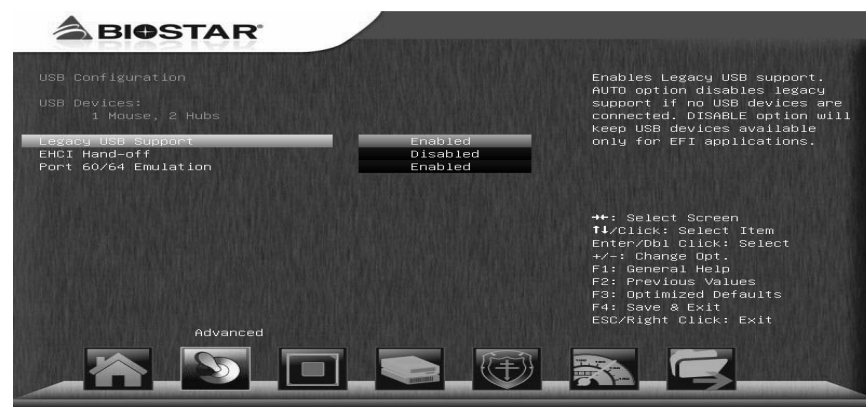 BIOSTAR®
USB Configuration
USB Devices:
1 Mouse, 2 Hubs
Legacy USB Support Enabled
EHCI Hand-off Disabled
Port 60/64 Emulation Enabled
Enables Legacy USB support.
AUTO option disables legacy
support if no USB devices are
connected. DISABLE option will
keep USB devices available
only for EFI applications.
→←: Select Screen
↑↓/Click: Select Item
Enter/Dbl Click: Select
+/-: Change Opt.
F1: General Help
F2: Previous Values
F3: Optimized Defaults
F4: Save & Exit
ESC/Right Click: Exit
Advanced